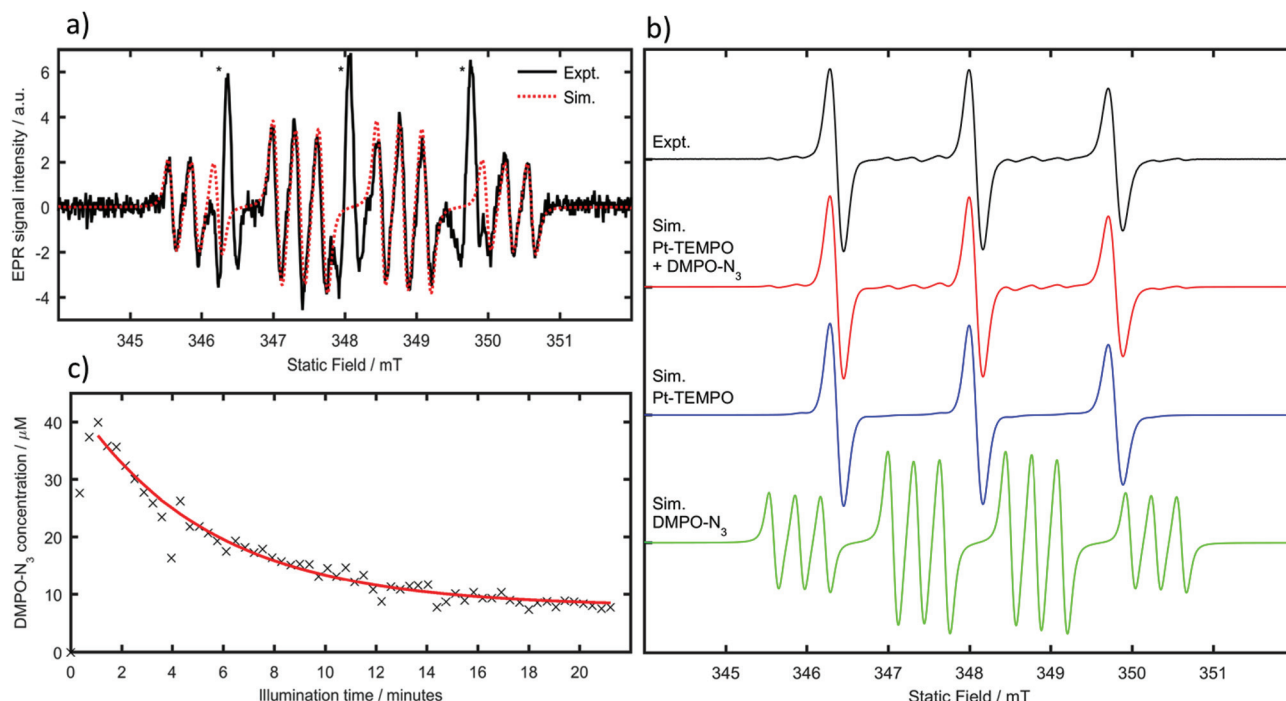 a)
EPR signal intensity / a.u.
6
4
2
0
-2
-4
* * *
Expt.
Sim.
345 346 347 348 349 350 351
Static Field / mT
b)
Expt.
Sim.
Pt-TEMPO
+ DMPO-N3
Sim.
Pt-TEMPO
Sim.
DMPO-N3
345 346 347 348 349 350 351
Static Field / mT
c)
DMPO-N3 concentration / μM
40
30
20
10
0
0 2 4 6 8 10 12 14 16 18 20
Illumination time / minutes